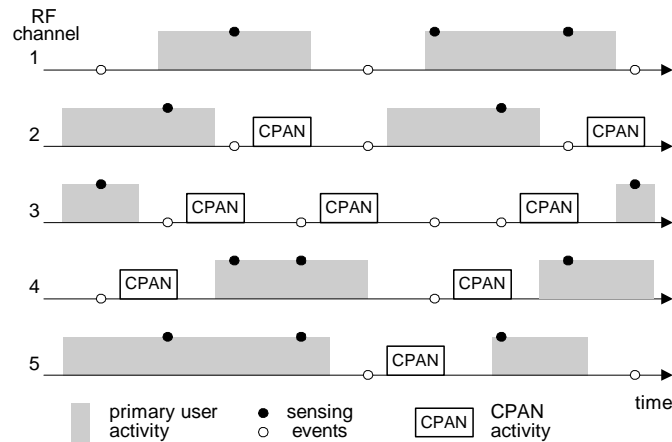 RF
channel
1
2
CPAN
CPAN
3
CPAN
CPAN
CPAN
4
CPAN
CPAN
5
CPAN
time
primary user
activity
sensing
events
CPAN
CPAN
activity